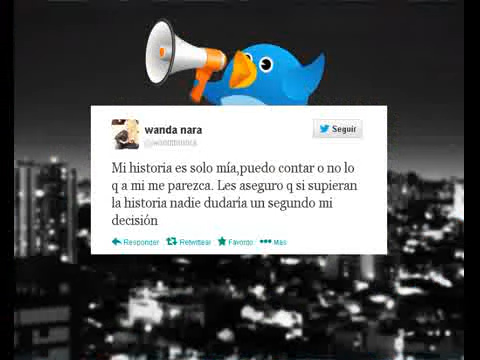 wanda nara
Seguir
@wandittanara
Mi historia es solo mía,puedo contar o no lo
q a mi me parezca. Les aseguro q si supieran
la historia nadie dudaría un segundo mi
decisión
Responder Retwittear Favorito Más